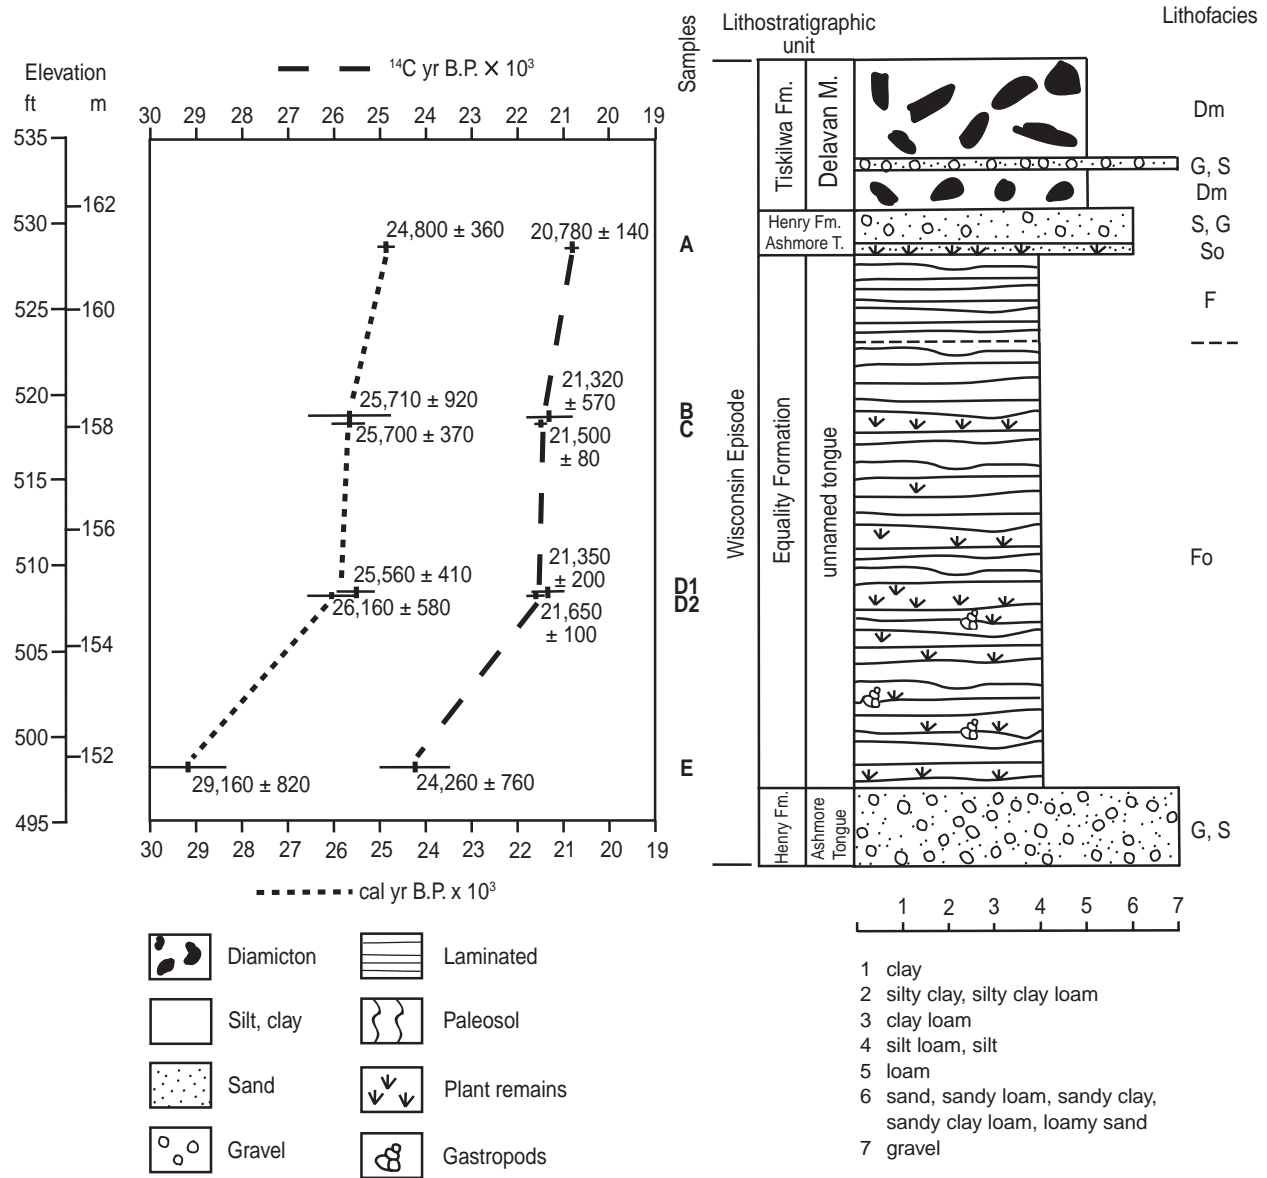 Lithostratigraphic
unit
Lithofacies
Samples
Elevation
ft
m
14C yr B.P. × 10³
30 29 28 27 26 25 24 23 22 21 20 19
535
530
525
520
515
510
505
500
495
162
160
158
156
154
152
24,800 ± 360
20,780 ± 140
25,710 ± 920
25,700 ± 370
21,320
± 570
21,500
± 80
25,560 ± 410
26,160 ± 580
21,350
± 200
21,650
± 100
29,160 ± 820
24,260 ± 760
30 29 28 27 26 25 24 23 22 21 20 19
cal yr B.P. x 10³
A
B
C
D1
D2
E
Wisconsin Episode
Tiskilwa Fm.
Delavan M.
Henry Fm.
Ashmore T.
Equality Formation
unnamed tongue
Henry Fm.
Ashmore
Tongue
Dm
G, S
Dm
S, G
So
F
Fo
G, S
1 2 3 4 5 6 7
Diamicton
Silt, clay
Sand
Gravel
Laminated
Paleosol
Plant remains
Gastropods
1 clay
2 silty clay, silty clay loam
3 clay loam
4 silt loam, silt
5 loam
6 sand, sandy loam, sandy clay,
sandy clay loam, loamy sand
7 gravel